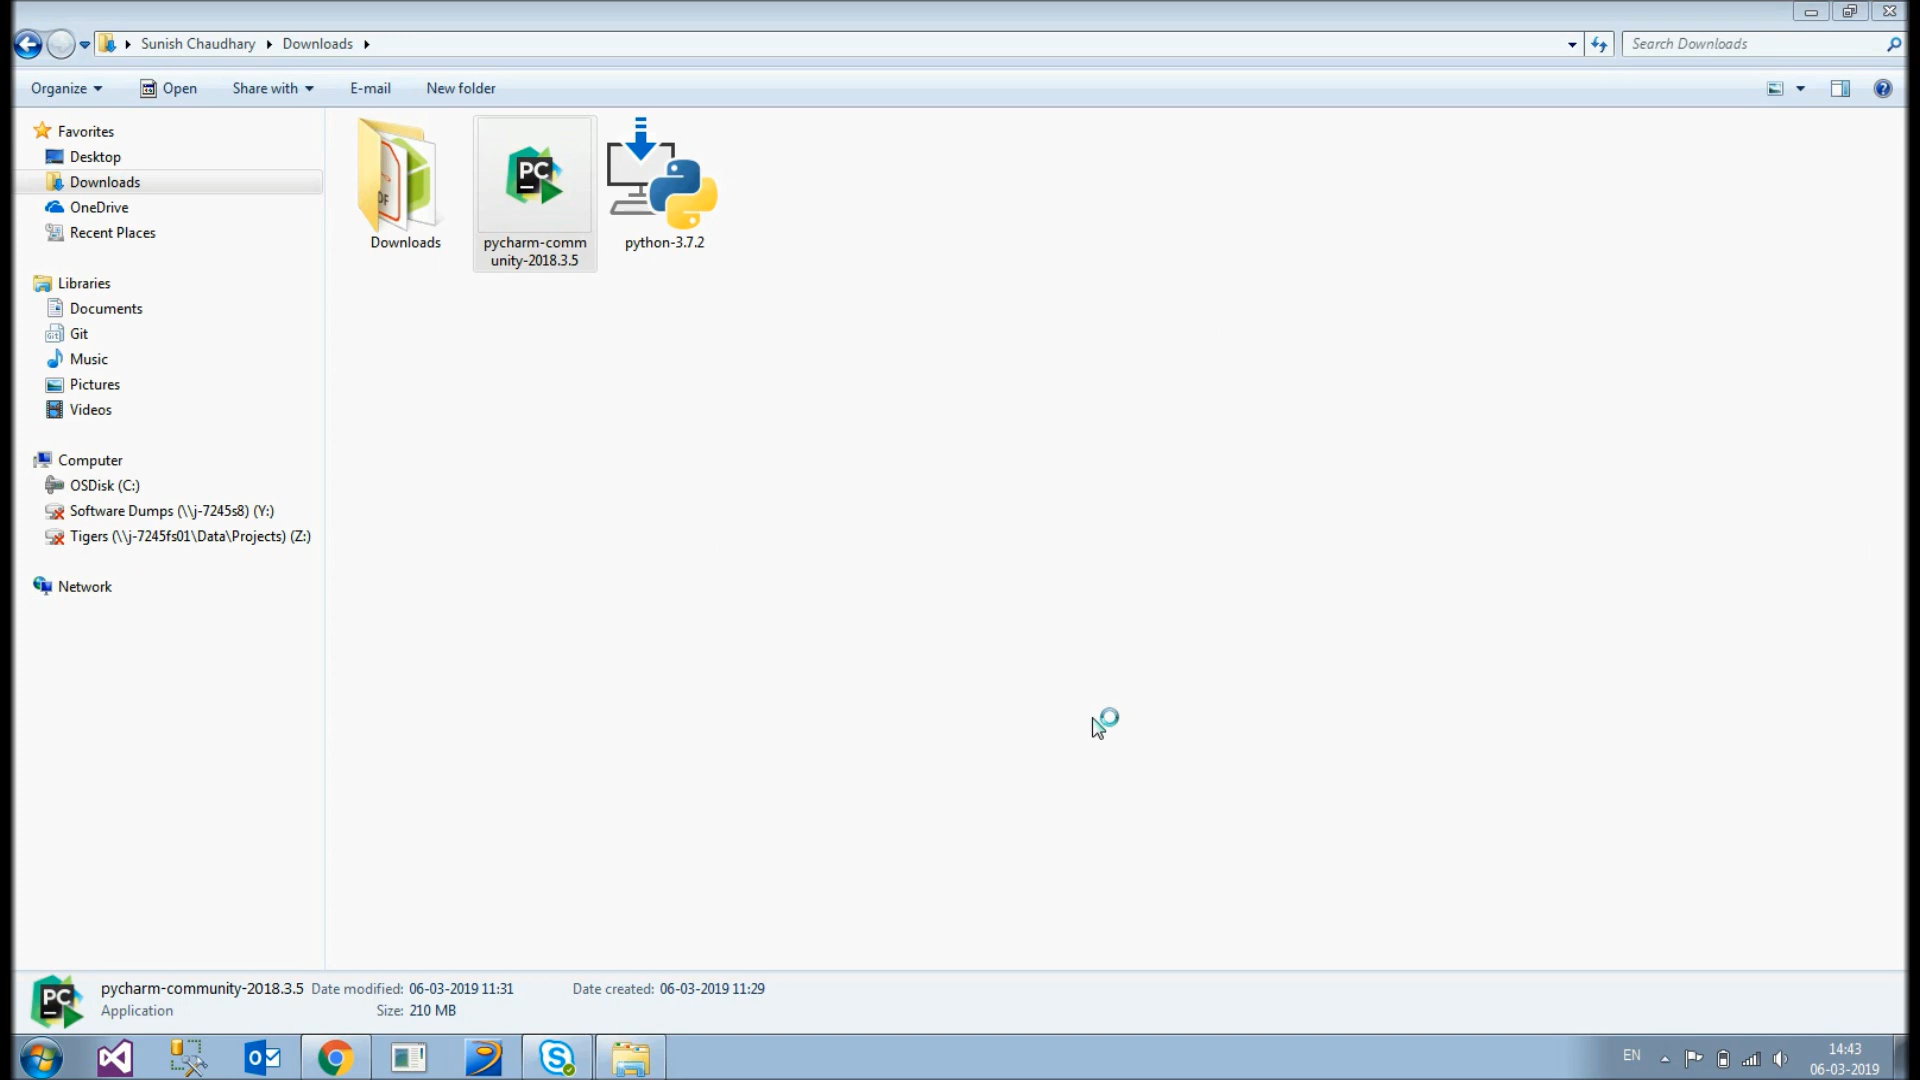 Sunish Chaudhary Downloads
Search Downloads
Organize Open Share with E-mail New folder
Favorites
Desktop
Downloads
OneDrive
Recent Places
Libraries
Documents
Git
Music
Pictures
Videos
Computer
OSDisk (C:)
Software Dumps (\\j-7245s8) (Y:)
Tigers (\\j-7245fs01\Data\Projects) (Z:)
Network
PC
Downloads
pycharm-comm
unity-2018.3.5
python-3.7.2
PC
pycharm-community-2018.3.5 Date modified: 06-03-2019 11:31 Date created: 06-03-2019 11:29
Application Size: 210 MB
EN
14:43
06-03-2019